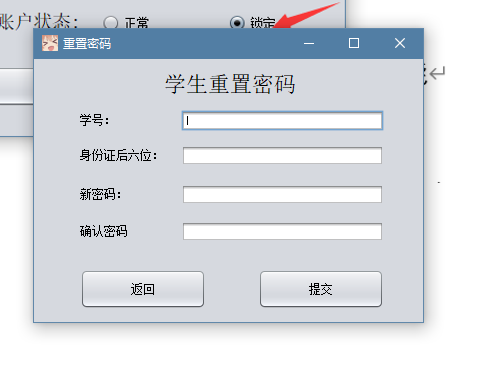 账户状态： 正常 锁定
重置密码
学生重置密码
学号：
身份证后六位：
新密码：
确认密码
返回 提交